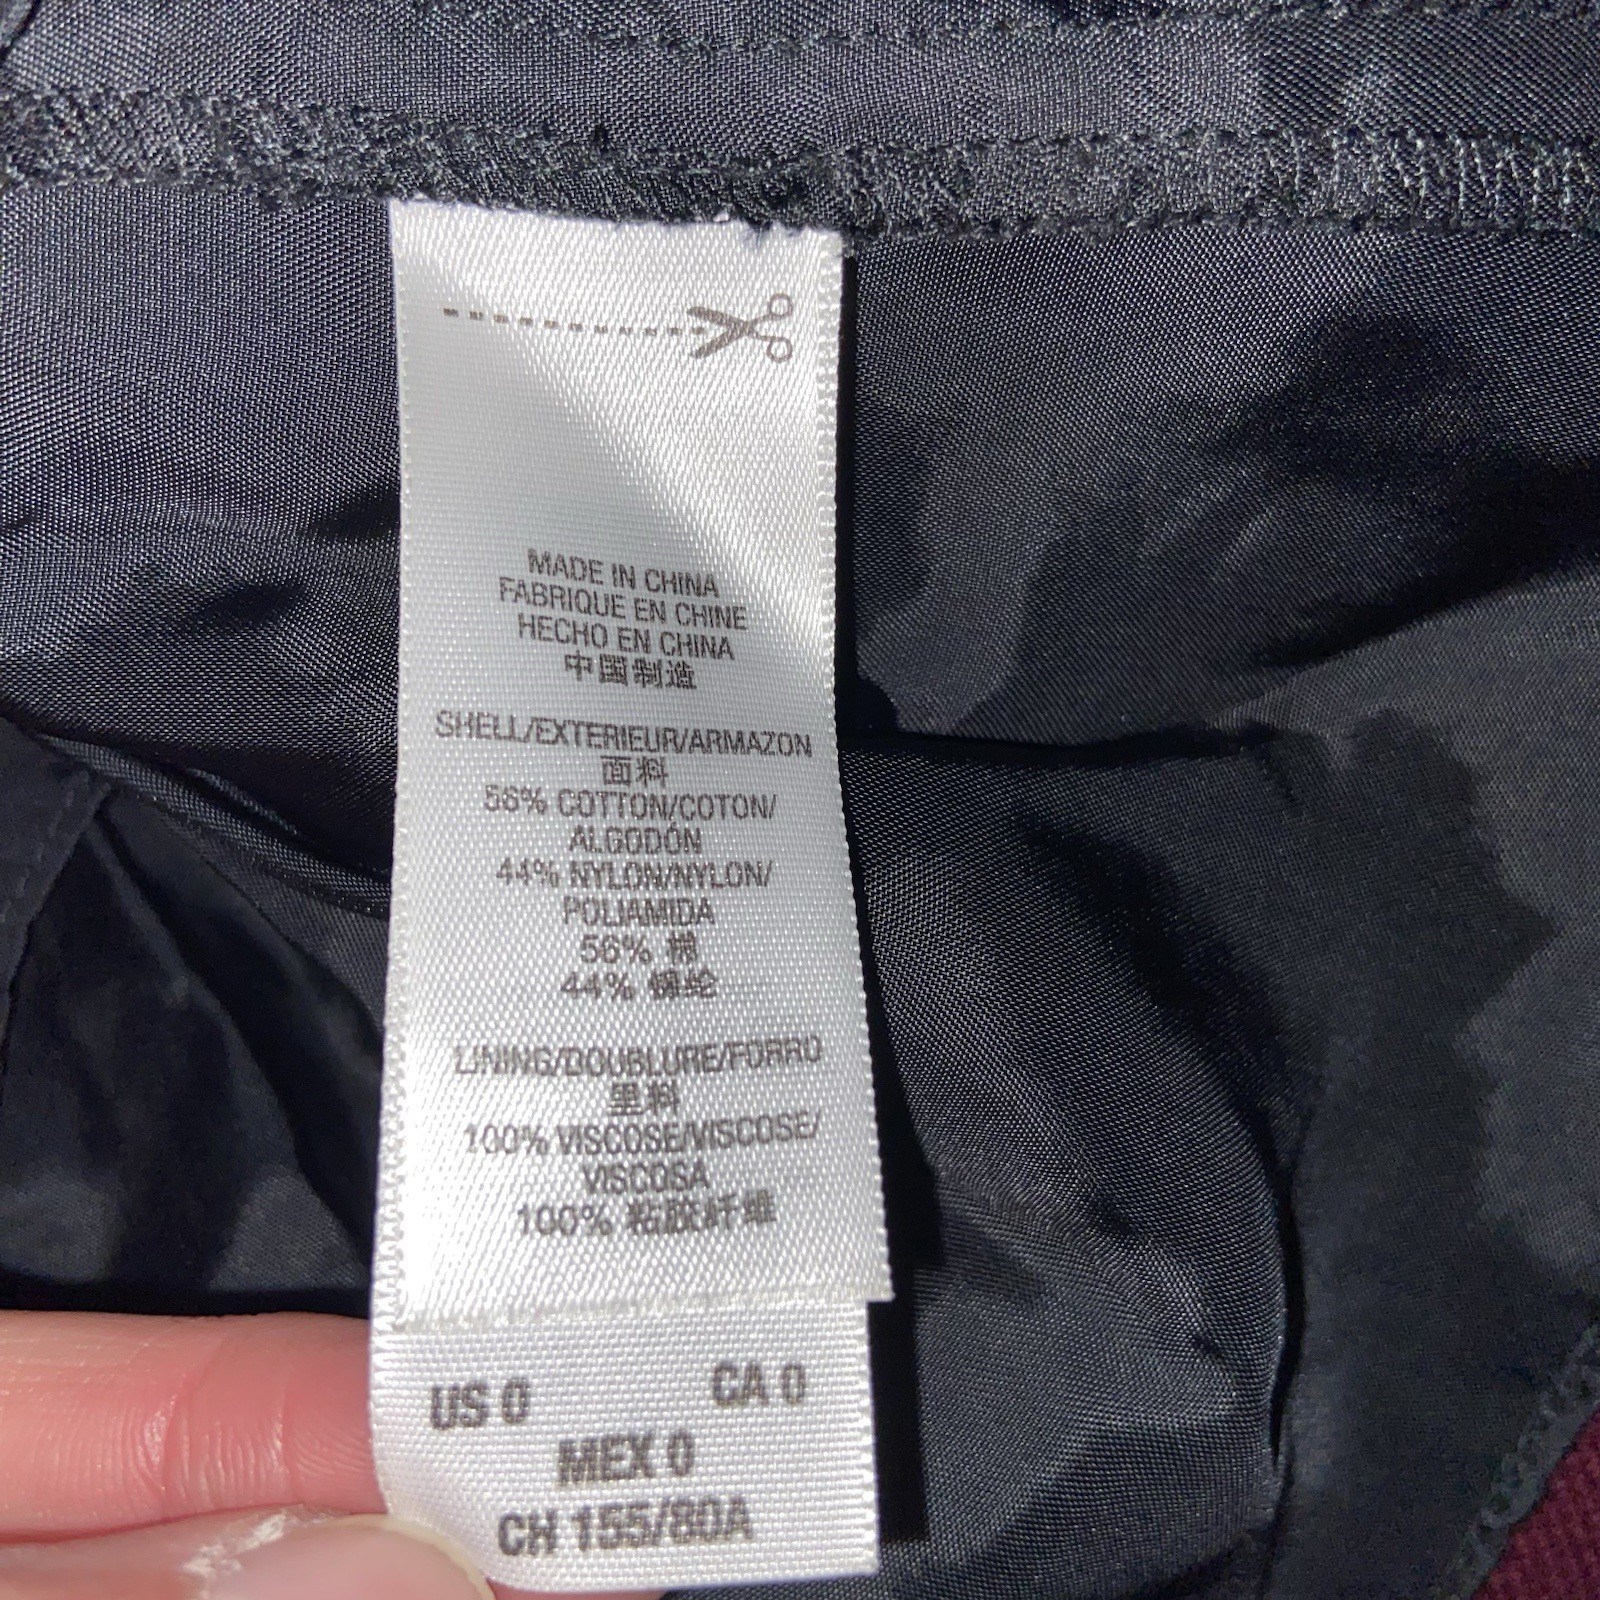 MADE IN CHINA
FABRIQUE EN CHINE
HECHO EN CHINA
中国制造
SHELL/EXTERIEUR/ARMAZON
面料
56% COTTON/COTON/
ALGODÓN
44% NYLON/NYLON/
POLIAMIDA
56% 棉
44% 锦纶
LINING/DOUBLURE/FORRO
里料
100% VISCOSE/VISCOSE/
VISCOSA
100% 粘胶纤维
US 0 CA 0
MEX 0
CH 155/80A